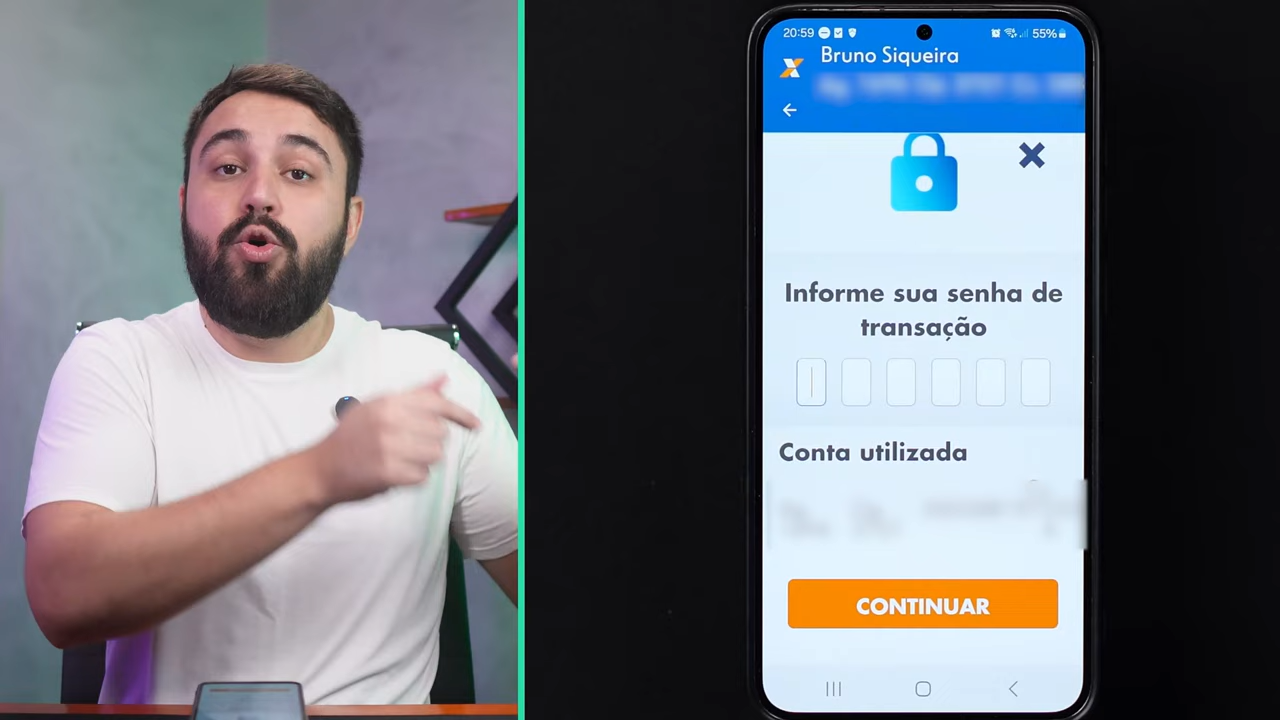 20:59
55%
Bruno Siqueira
Informe sua senha de
transação
Conta utilizada
CONTINUAR